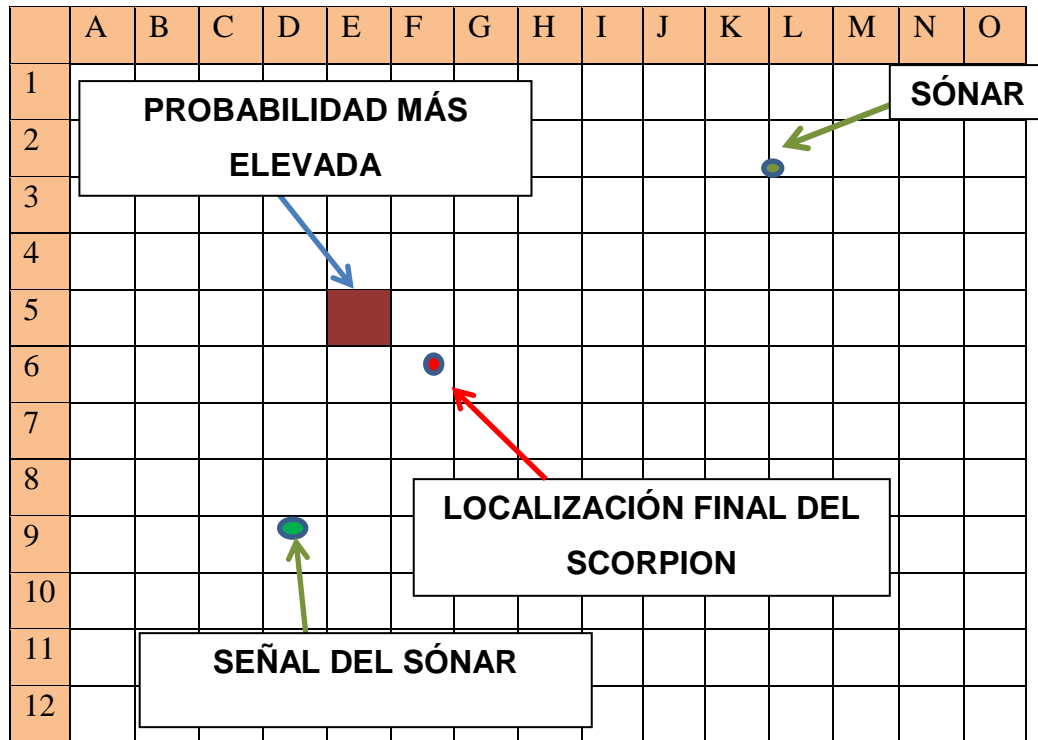 A B C D E F G H I J K L M N O
1
SÓNAR
PROBABILIDAD MÁS
2
ELEVADA
3
4
5
6
7
8
LOCALIZACIÓN FINAL DEL
9
SCORPION
10
11
SEÑAL DEL SÓNAR
12